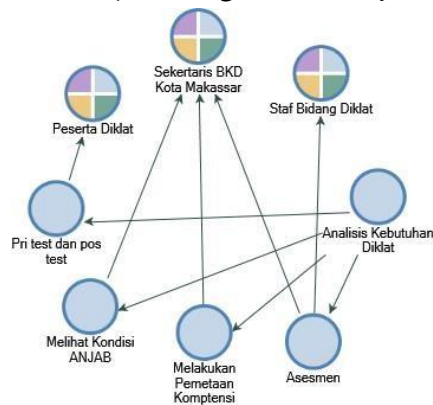 Sekertaris BKD
Kota Makassar
Staf Bidang Diklat
Peserta Diklat
Analisis Kebutuhan
Diklat
Pri test dan pos
test
Melihat Kondisi
ANJAB
Melakukan
Pemetaan
Komptensi
Asesmen